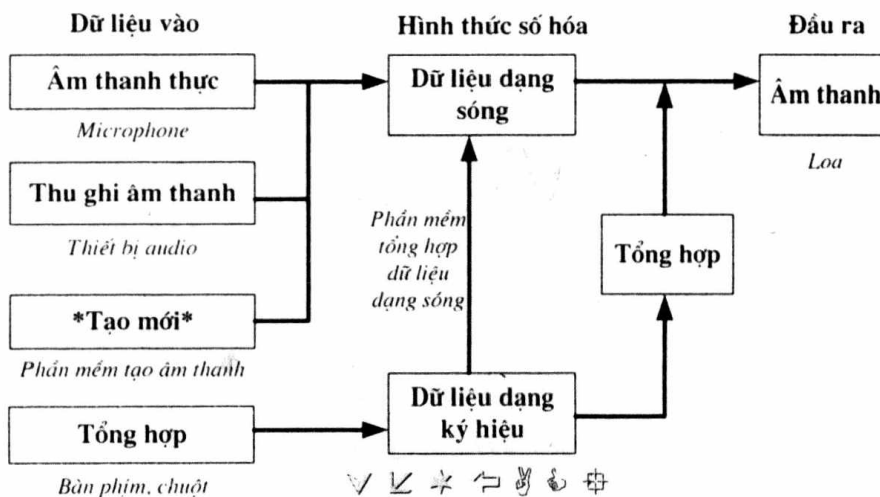 Dữ liệu vào
Hình thức số hóa
Đầu ra
Âm thanh thực
Microphone
Thu ghi âm thanh
Thiết bị audio
*Tạo mới*
Phần mềm tạo âm thanh
Tổng hợp
Bàn phím, chuột
Dữ liệu dạng
sóng
Phần mềm
tổng hợp
dữ liệu
dạng sóng
Dữ liệu dạng
ký hiệu
Tổng hợp
Âm thanh
Loa